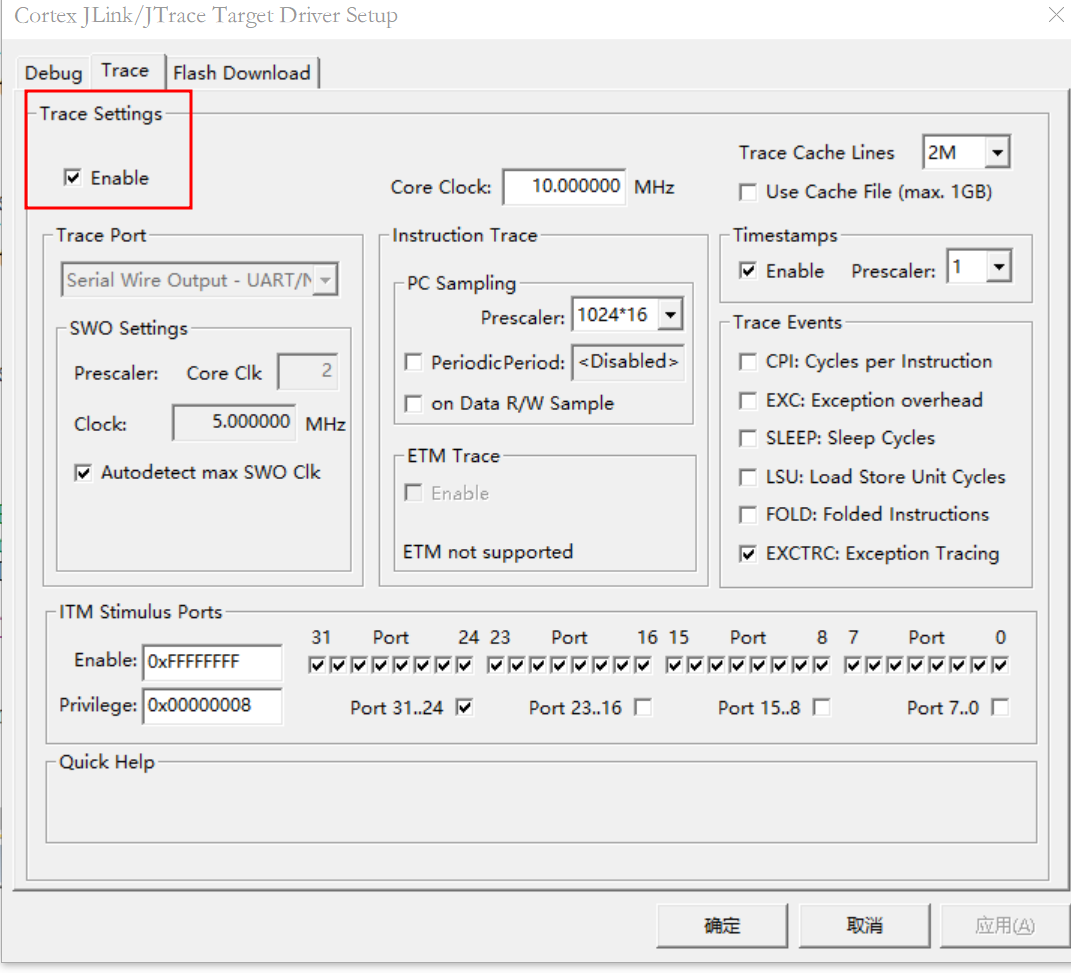 Cortex JLink/JTrace Target Driver Setup
Debug Trace Flash Download
Trace Settings
Enable
Core Clock: 10.000000 MHz
Trace Cache Lines 2M
Use Cache File (max. 1GB)
Trace Port
Serial Wire Output - UART/N
SWO Settings
Prescaler: Core Clk 2
Clock: 5.000000 MHz
Autodetect max SWO Clk
Instruction Trace
PC Sampling
Prescaler: 1024*16
Periodic Period: <Disabled>
on Data R/W Sample
ETM Trace
Enable
ETM not supported
Timestamps
Enable Prescaler: 1
Trace Events
CPI: Cycles per Instruction
EXC: Exception overhead
SLEEP: Sleep Cycles
LSU: Load Store Unit Cycles
FOLD: Folded Instructions
EXCTRC: Exception Tracing
ITM Stimulus Ports
31 Port 24 23 Port 16 15 Port 8 7 Port 0
Enable: 0xFFFFFFFF
Privilege: 0x00000008 Port 31..24 Port 23..16 Port 15..8 Port 7..0
Quick Help
确定 取消 应用(A)